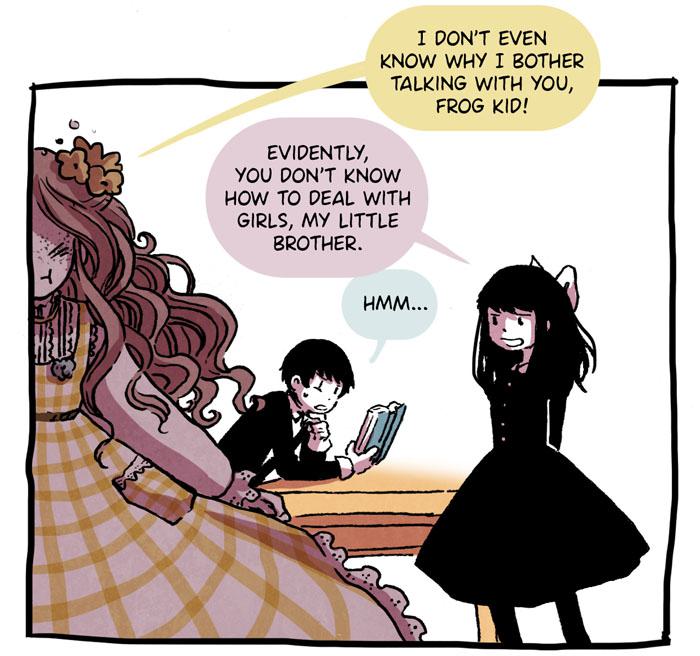 I DON'T EVEN
KNOW WHY I BOTHER
TALKING WITH YOU,
FROG KID!
EVIDENTLY,
YOU DON'T KNOW
HOW TO DEAL WITH
GIRLS, MY LITTLE
BROTHER.
HMM...